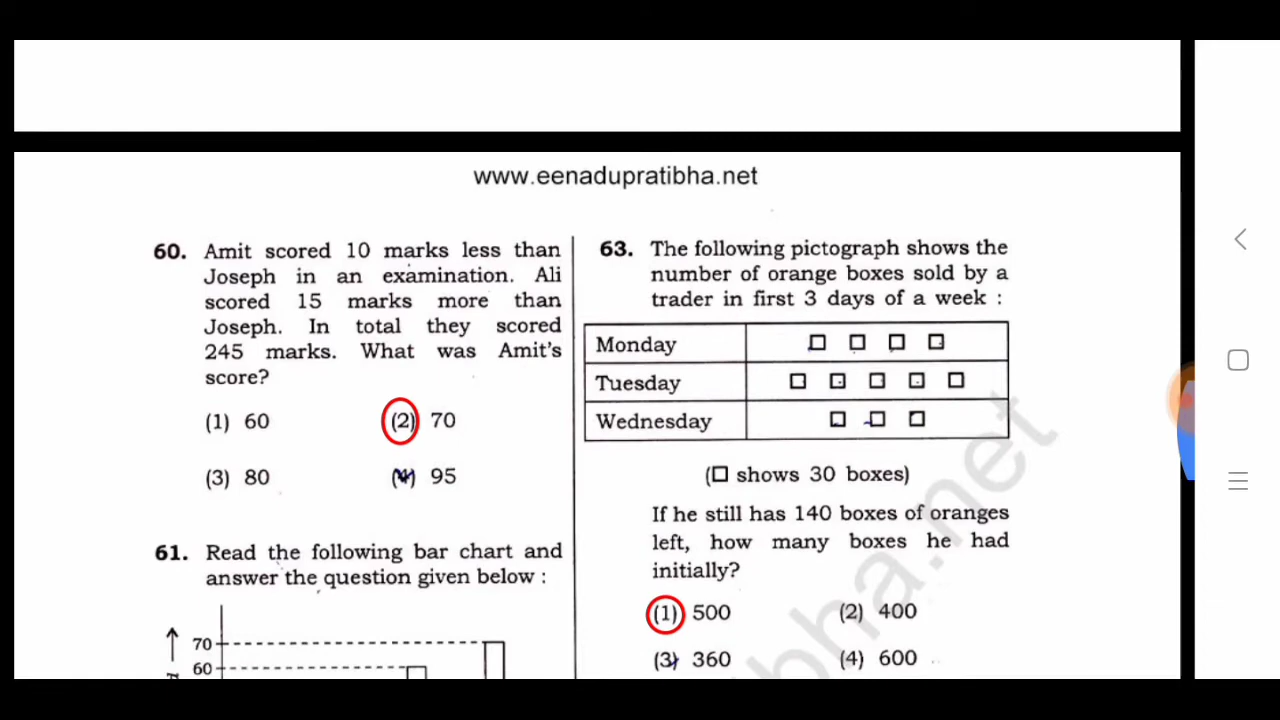 www.eenadupratibha.net
60. Amit scored 10 marks less than
Joseph in an examination. Ali
scored 15 marks more than
Joseph. In total they scored
245 marks. What was Amit's
score?
(1) 60 (2) 70
(3) 80 (4) 95
61. Read the following bar chart and
answer the question given below :
70
60
63. The following pictograph shows the
number of orange boxes sold by a
trader in first 3 days of a week :
Monday
Tuesday
Wednesday
(□ shows 30 boxes)
If he still has 140 boxes of oranges
left, how many boxes he had
initially?
(1) 500 (2) 400
(3) 360 (4) 600
bha.net